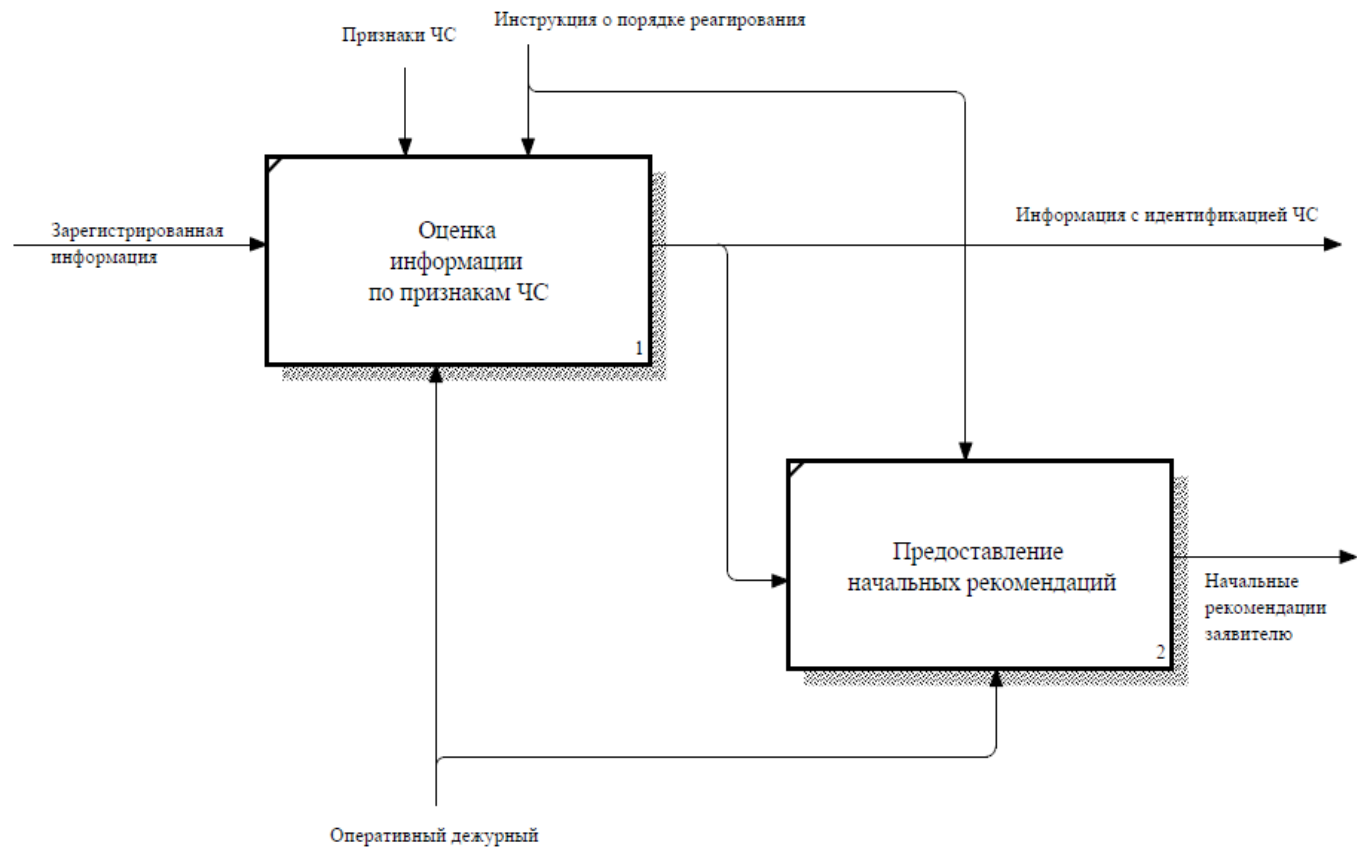 Инструкция о порядке реагирования
Признаки ЧС
Зарегистрированная
информация
Оценка
информации
по признакам ЧС
1
Информация с идентификацией ЧС
Предоставление
начальных рекомендаций
2
Начальные
рекомендации
заявителю
Оперативный дежурный